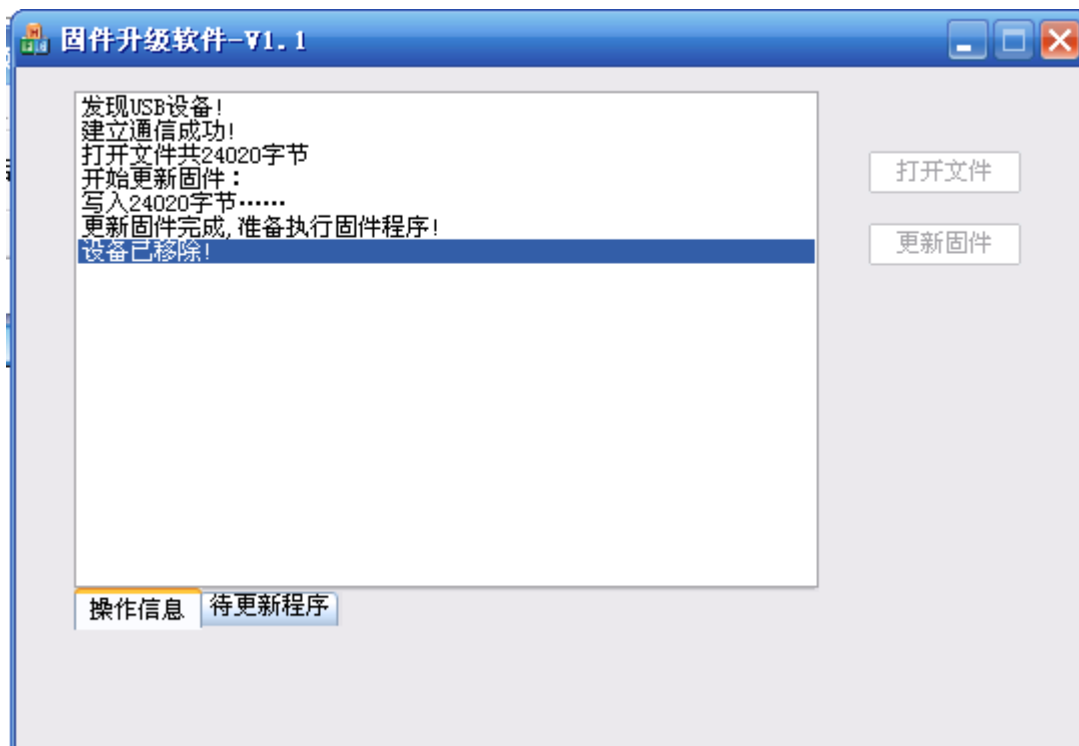 固件升级软件-V1.1
发现USB设备!
建立通信成功!
打开文件共24020字节
开始更新固件：
写入24020字节……
更新固件完成,准备执行固件程序!
设备已移除!
打开文件
更新固件
操作信息
待更新程序